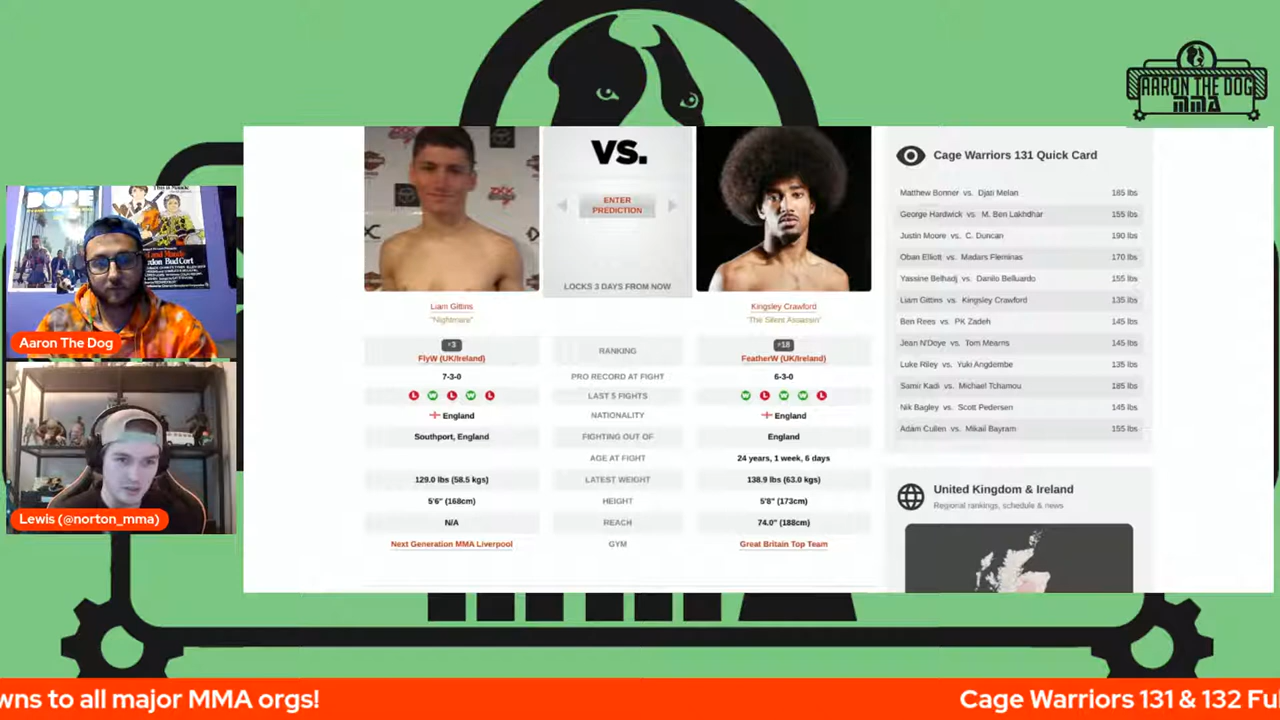 AARON THE DOG
MMA
DOPE
Aaron The Dog
Lewis (@norton_mma)
VS.
ENTER
PREDICTION
LOCKS 3 DAYS FROM NOW
Liam Gittins
"Nightmare"
Kingsley Crawford
"The Silent Assassin"
#3 RANKING #18
FlyW (UK/Ireland) FeatherW (UK/Ireland)
7-3-0 PRO RECORD AT FIGHT 6-3-0
L W L W L LAST 5 FIGHTS W L W W L
England NATIONALITY England
Southport, England FIGHTING OUT OF England
AGE AT FIGHT 24 years, 1 week, 6 days
129.0 lbs (58.5 kgs) LATEST WEIGHT 138.9 lbs (63.0 kgs)
5'6" (168cm) HEIGHT 5'8" (173cm)
N/A REACH 74.0" (188cm)
Next Generation MMA Liverpool GYM Great Britain Top Team
Cage Warriors 131 Quick Card
Matthew Bonner vs. Djati Melan 185 lbs
George Hardwick vs M. Ben Lakhdhar 155 lbs
Justin Moore vs. C. Duncan 190 lbs
Oban Elliott vs. Madars Fleminas 170 lbs
Yassine Belhadj vs. Danilo Belluardo 155 lbs
Liam Gittins vs. Kingsley Crawford 135 lbs
Ben Rees vs. PK Zadeh 145 lbs
Jean N'Doye vs. Tom Mearns 145 lbs
Luke Riley vs. Yuki Angdembe 135 lbs
Samir Kadi vs. Michael Tchamou 185 lbs
Nik Bagley vs. Scott Pedersen 145 lbs
Adam Cullen vs. Mikail Bayram 155 lbs
United Kingdom & Ireland
Regional rankings, schedule & news
wns to all major MMA orgs! Cage Warriors 131 & 132 Fu